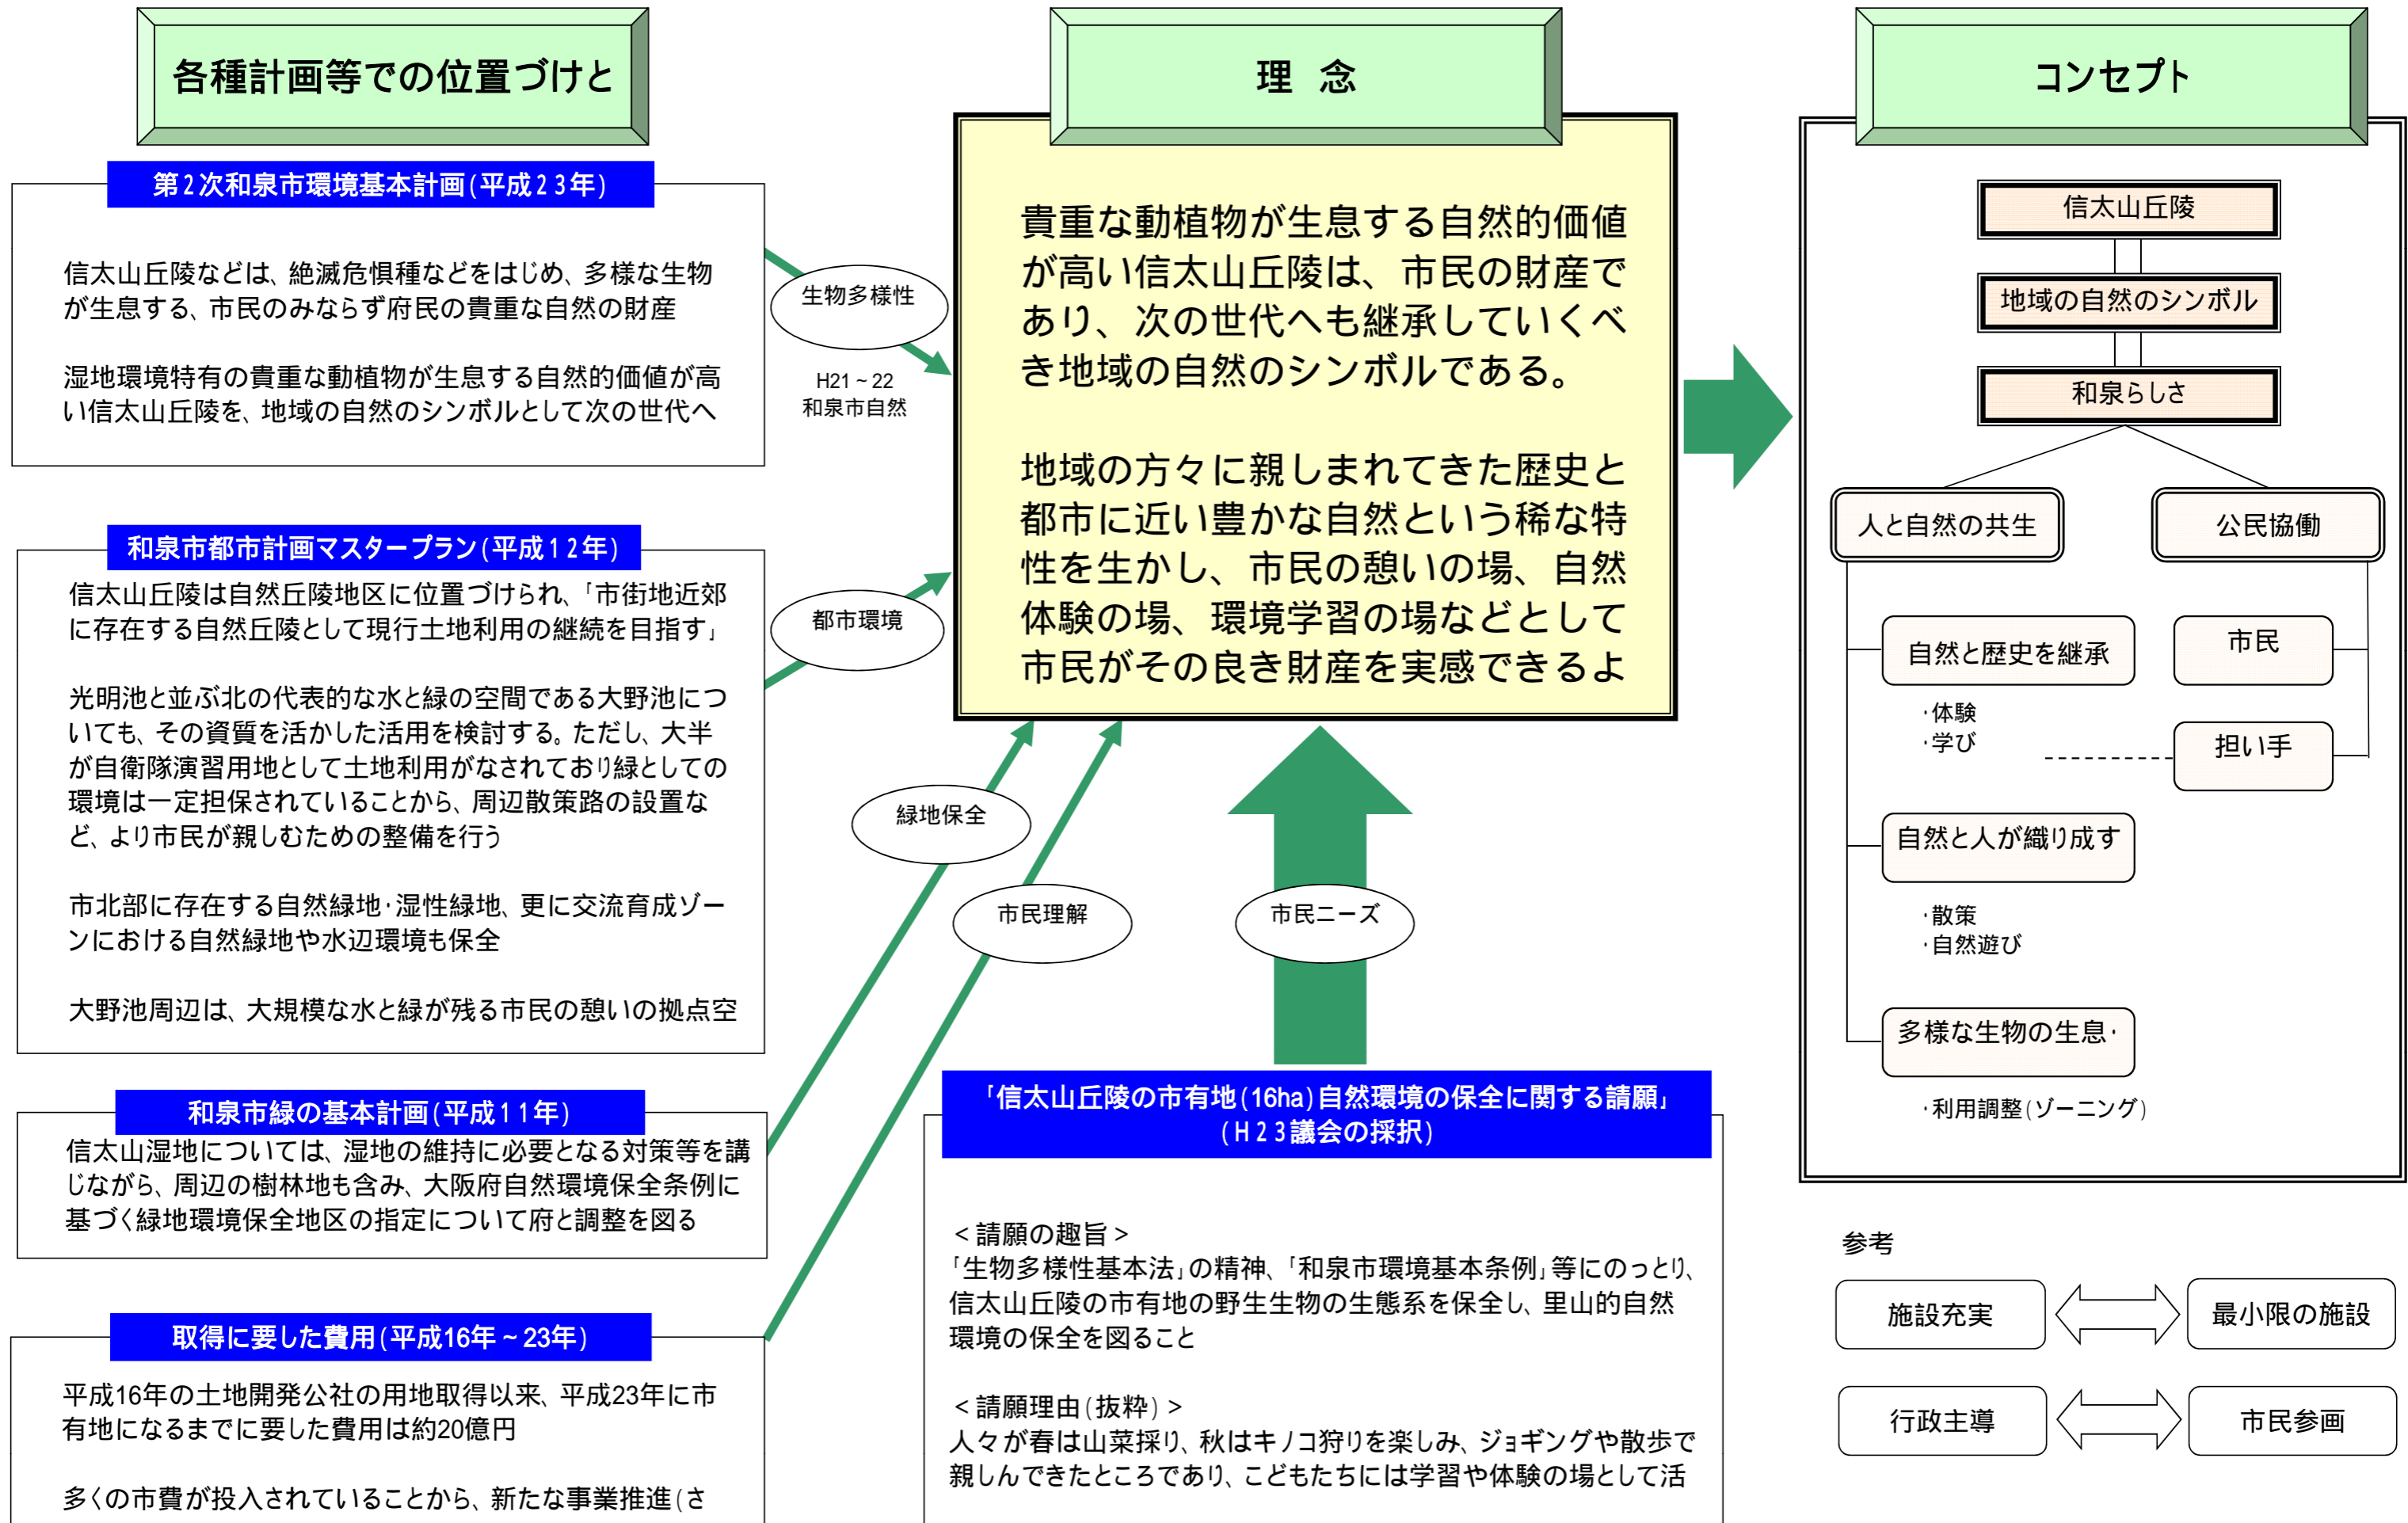 各種計画等での位置づけと
第2次和泉市環境基本計画(平成23年)
信太山丘陵などは、絶滅危惧種などをはじめ、多様な生物
が生息する、市民のみならず府民の貴重な自然の財産
湿地環境特有の貴重な動植物が生息する自然的価値が高
い信太山丘陵を、地域の自然のシンボルとして次の世代へ
和泉市都市計画マスタープラン(平成12年)
信太山丘陵は自然丘陵地区に位置づけられ、「市街地近郊
に存在する自然丘陵として現行土地利用の継続を目指す」
光明池と並ぶ北の代表的な水と緑の空間である大野池につ
いても、その資質を活かした活用を検討する。ただし、大半
が自衛隊演習用地として土地利用がなされており緑としての
環境は一定担保されていることから、周辺散策路の設置な
ど、より市民が親しむための整備を行う
市北部に存在する自然緑地・湿性緑地、更に交流育成ゾー
ンにおける自然緑地や水辺環境も保全
大野池周辺は、大規模な水と緑が残る市民の憩いの拠点空
和泉市緑の基本計画(平成11年)
信太山湿地については、湿地の維持に必要となる対策等を講
じながら、周辺の樹林地も含み、大阪府自然環境保全条例に
基づく緑地環境保全地区の指定について府と調整を図る
取得に要した費用(平成16年~23年)
平成16年の土地開発公社の用地取得以来、平成23年に市
有地になるまでに要した費用は約20億円
多くの市費が投入されていることから、新たな事業推進(さ
生物多様性
H21~22
和泉市自然
都市環境
緑地保全
市民理解
市民ニーズ
理 念
貴重な動植物が生息する自然的価値
が高い信太山丘陵は、市民の財産で
あり、次の世代へも継承していくべ
き地域の自然のシンボルである。
地域の方々に親しまれてきた歴史と
都市に近い豊かな自然という稀な特
性を生かし、市民の憩いの場、自然
体験の場、環境学習の場などとして
市民がその良き財産を実感できるよ
「信太山丘陵の市有地(16ha)自然環境の保全に関する請願」
(H23議会の採択)
<請願の趣旨>
「生物多様性基本法」の精神、「和泉市環境基本条例」等にのっとり、
信太山丘陵の市有地の野生生物の生態系を保全し、里山的自然
環境の保全を図ること
<請願理由(抜粋)>
人々が春は山菜採り、秋はキノコ狩りを楽しみ、ジョギングや散歩で
親しんできたところであり、こどもたちには学習や体験の場として活
コンセプト
信太山丘陵
地域の自然のシンボル
和泉らしさ
人と自然の共生
公民協働
自然と歴史を継承
・体験
・学び
市民
担い手
自然と人が織り成す
・散策
・自然遊び
多様な生物の生息・
・利用調整(ゾーニング)
参考
施設充実
最小限の施設
行政主導
市民参画